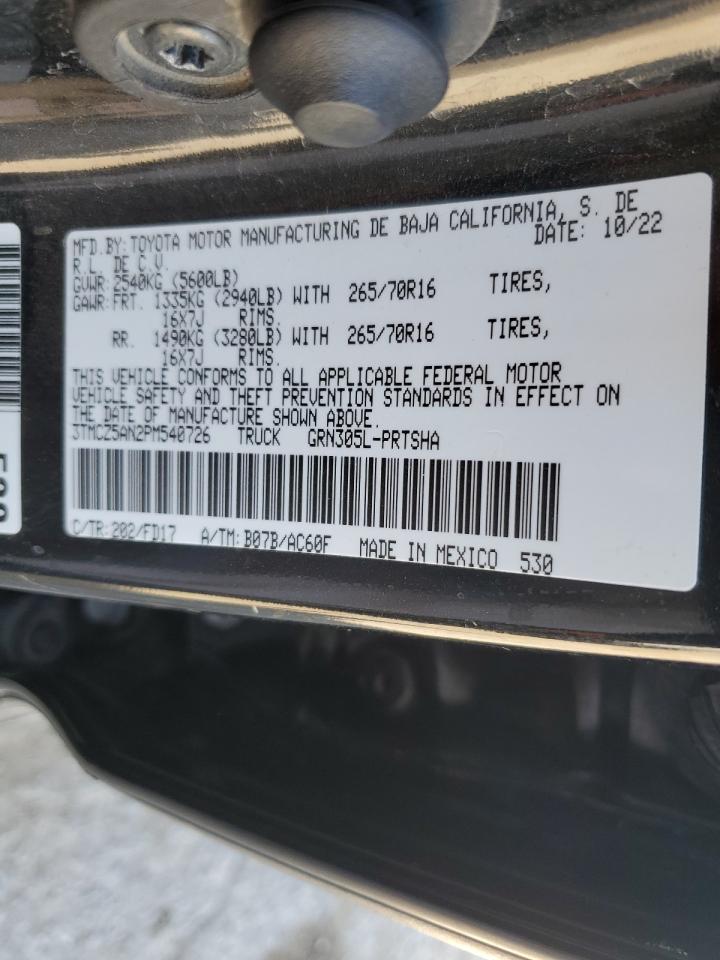 MFD.BY: TOYOTA MOTOR MANUFACTURING DE BAJA CALIFORNIA, S. DE
R.L. DE C.V. DATE: 10/22
GVWR: 2540KG (5600LB)
GAWR: FRT. 1335KG (2940LB) WITH 265/70R16 TIRES,
16X7J RIMS.
RR. 1490KG (3280LB) WITH 265/70R16 TIRES,
16X7J RIMS.
THIS VEHICLE CONFORMS TO ALL APPLICABLE FEDERAL MOTOR
VEHICLE SAFETY AND THEFT PREVENTION STANDARDS IN EFFECT ON
THE DATE OF MANUFACTURE SHOWN ABOVE.
3TMCZ5AN2PM540726 TRUCK GRN305L-PRTSHA
C/TR: 202/FD17 A/TM: B07B/AC60F MADE IN MEXICO 530